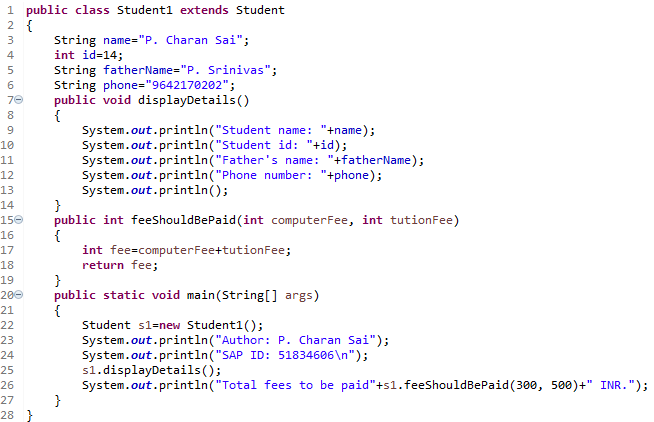 1 public class Student1 extends Student
2 {
3     String name="P. Charan Sai";
4     int id=14;
5     String fatherName="P. Srinivas";
6     String phone="9642170202";
7     public void displayDetails()
8     {
9         System.out.println("Student name: "+name);
10         System.out.println("Student id: "+id);
11         System.out.println("Father's name: "+fatherName);
12         System.out.println("Phone number: "+phone);
13         System.out.println();
14     }
15     public int feeShouldBePaid(int computerFee, int tutionFee)
16     {
17         int fee=computerFee+tutionFee;
18         return fee;
19     }
20     public static void main(String[] args)
21     {
22         Student s1=new Student1();
23         System.out.println("Author: P. Charan Sai");
24         System.out.println("SAP ID: 51834606\n");
25         s1.displayDetails();
26         System.out.println("Total fees to be paid"+s1.feeShouldBePaid(300, 500)+" INR.");
27     }
28 }